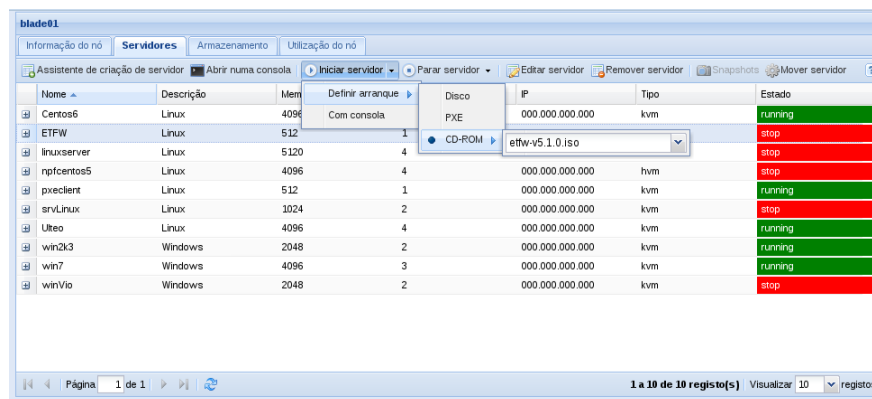 blade01
Informação do nó Servidores Armazenamento Utilização do nó
Assistente de criação de servidor Abrir numa consola Iniciar servidor Parar servidor Editar servidor Remover servidor Snapshots Mover servidor
Nome Descrição Mem IP Tipo Estado
Definir arranque Disco
Com consola PXE
CD-ROM etfw-v5.1.0.iso
Centos6 Linux 4096 000.000.000.000 kvm running
ETFW Linux 512 1 stop
linuxserver Linux 5120 4 stop
npfcentos5 Linux 4096 4 000.000.000.000 hvm stop
pxeclient Linux 512 1 000.000.000.000 kvm running
srvLinux Linux 1024 2 000.000.000.000 kvm stop
Ulteo Linux 4096 4 000.000.000.000 kvm running
win2k3 Windows 2048 2 000.000.000.000 kvm running
win7 Windows 4096 3 000.000.000.000 kvm running
winVio Windows 2048 2 000.000.000.000 kvm stop
Página 1 de 1 1 a 10 de 10 registo(s) Visualizar 10 registos